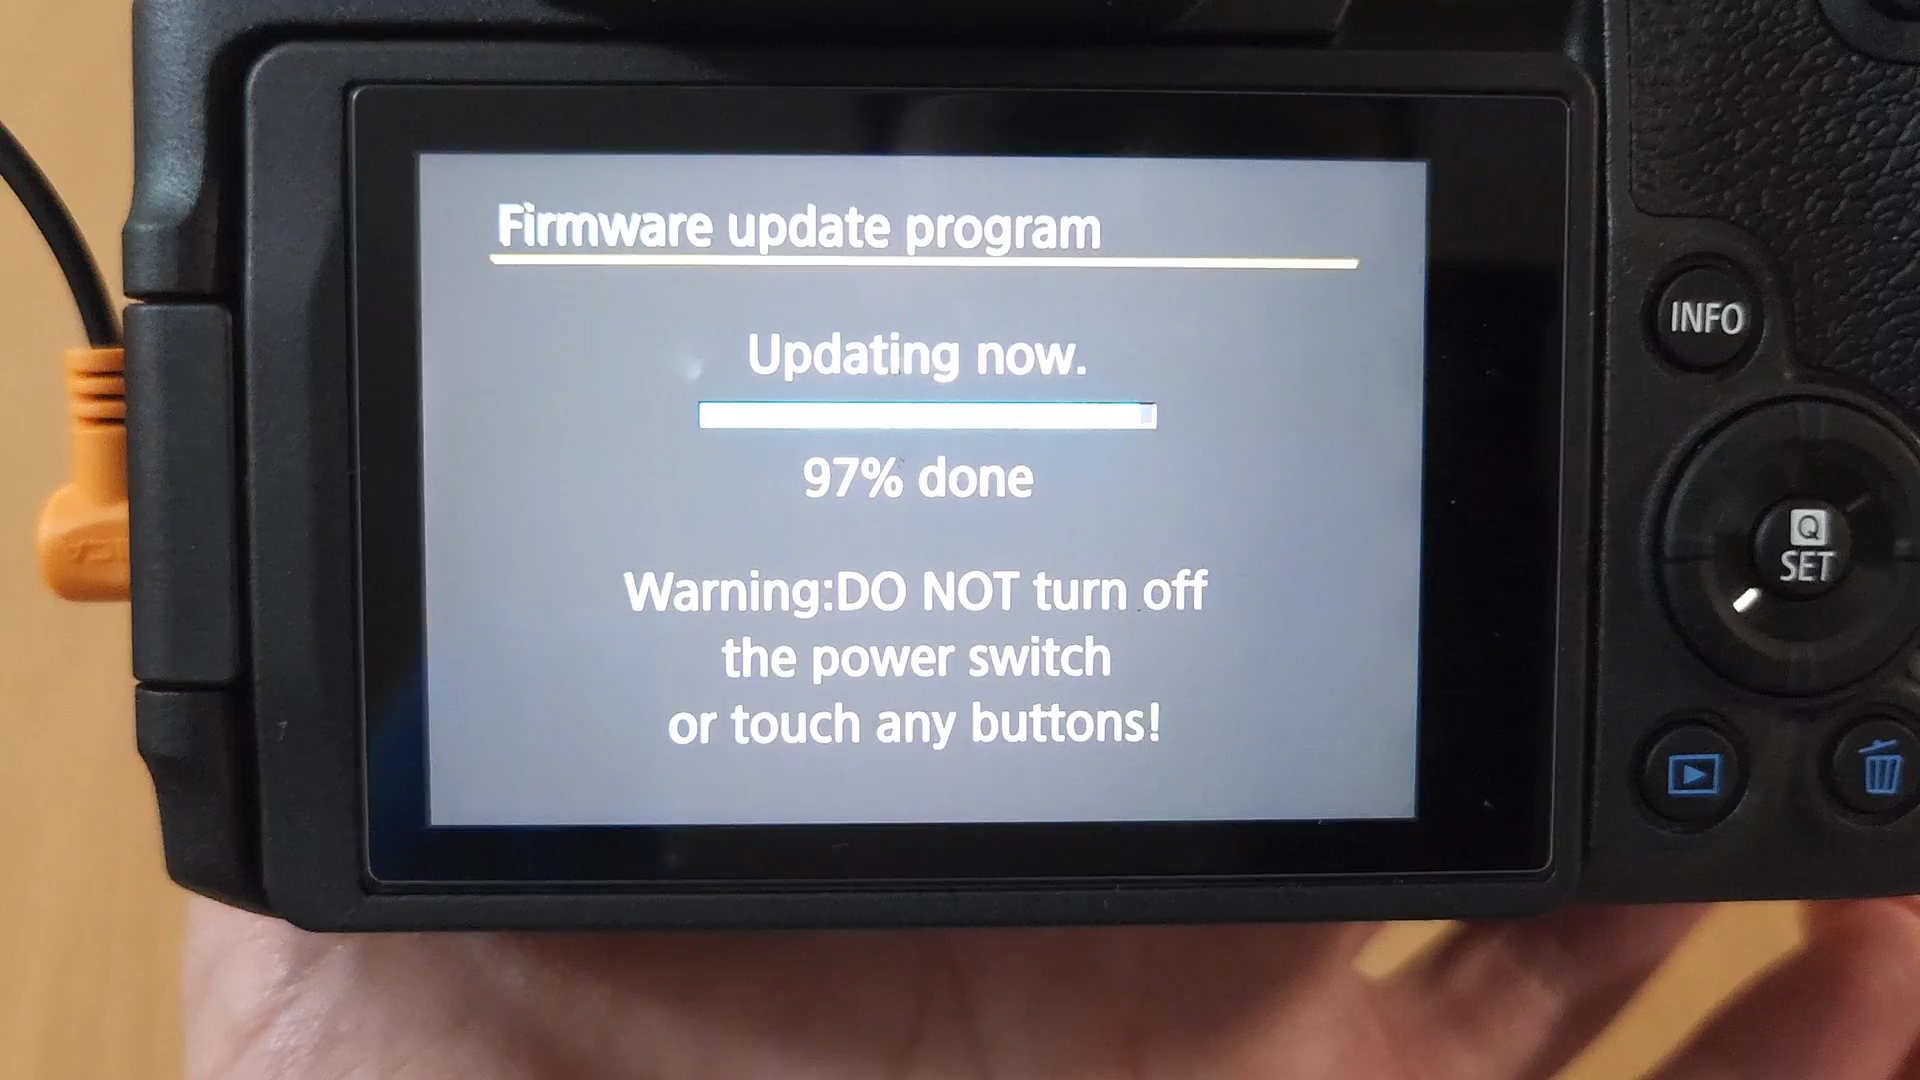 Firmware update program
Updating now.
97% done
Warning:DO NOT turn off
the power switch
or touch any buttons!
INFO
Q
SET